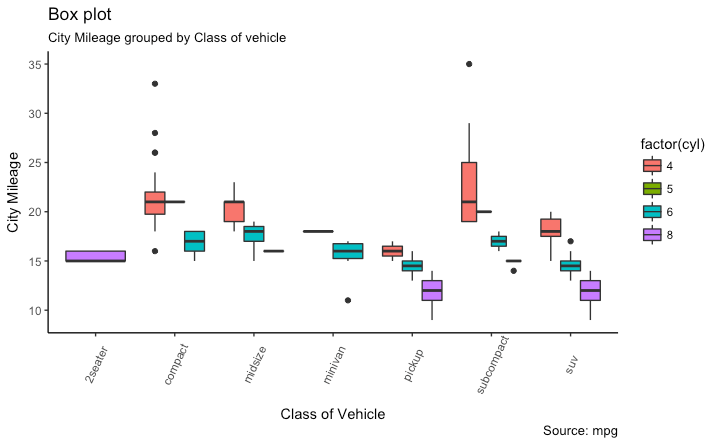 Box plot
City Mileage grouped by Class of vehicle
City Mileage
35
30
25
20
15
10
2seater
compact
midsize
minivan
pickup
subcompact
suv
Class of Vehicle
factor(cyl)
4
5
6
8
Source: mpg